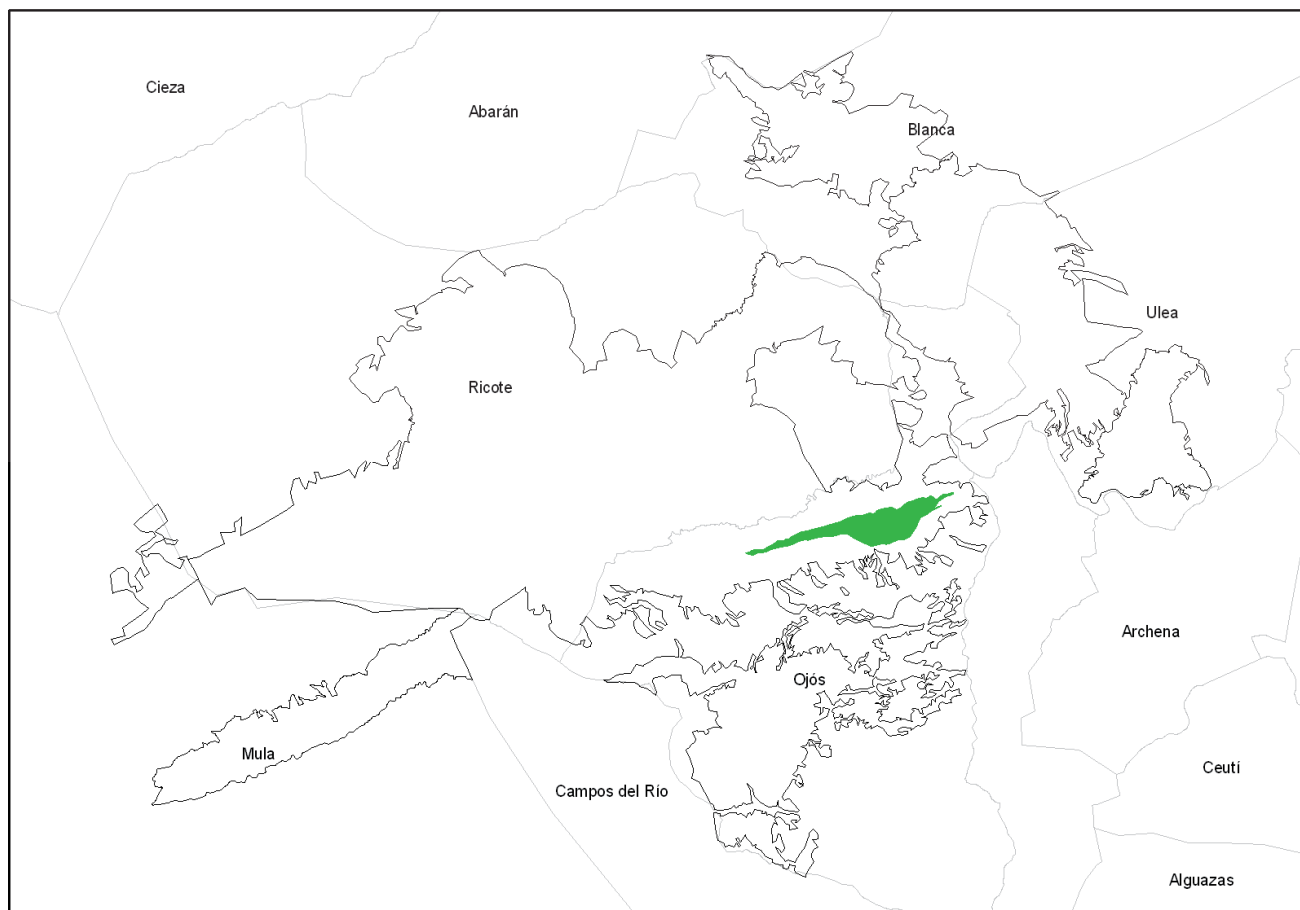 Cieza
Abarán
Blanca
Ulea
Ricote
Archena
Ojós
Mula
Ceutí
Campos del Río
Alguazas